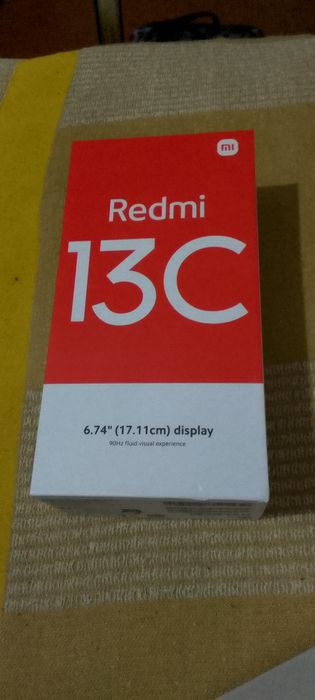 mi
Redmi
13C
6.74" (17.11cm) display
90Hz fluid visual experience